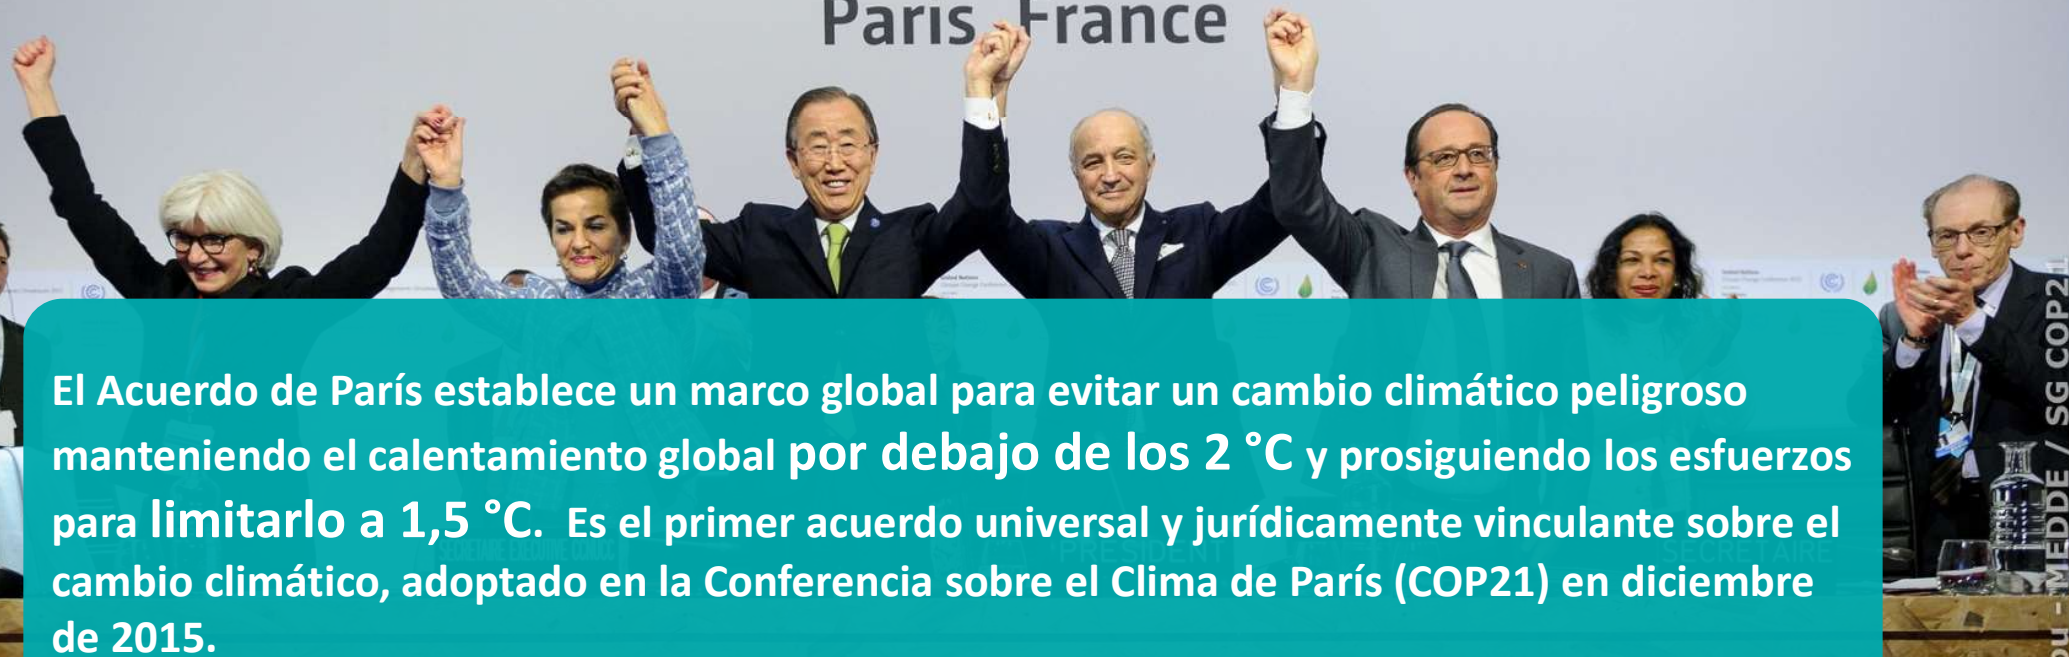 Paris, France
El Acuerdo de París establece un marco global para evitar un cambio climático peligroso
manteniendo el calentamiento global por debajo de los 2 °C y prosiguiendo los esfuerzos
para limitarlo a 1,5 °C. Es el primer acuerdo universal y jurídicamente vinculante sobre el
cambio climático, adoptado en la Conferencia sobre el Clima de París (COP21) en diciembre
de 2015.
PRESIDENT
SECRETAIRE
MEDDE / SG COP21